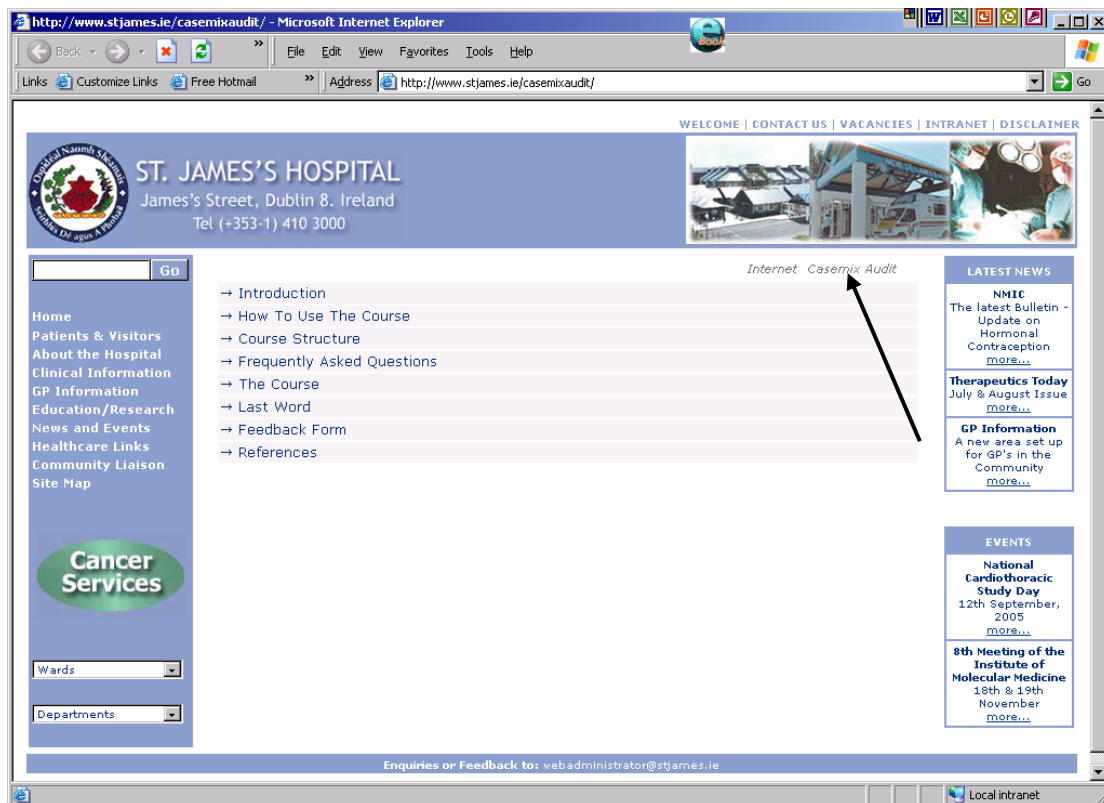 http://www.stjames.ie/casemixaudit/ - Microsoft Internet Explorer
Book
Back
»
File Edit View Favorites Tools Help
Links Customize Links Free Hotmail » Address http://www.stjames.ie/casemixaudit/ Go
WELCOME | CONTACT US | VACANCIES | INTRANET | DISCLAIMER
Ospidéal Naomh Shéamais
Seirbhís Dé agus A Phobail
ST. JAMES'S HOSPITAL
James's Street, Dublin 8. Ireland
Tel (+353-1) 410 3000
Go
Home
Patients & Visitors
About the Hospital
Clinical Information
GP Information
Education/Research
News and Events
Healthcare Links
Community Liaison
Site Map
Cancer
Services
Wards
Departments
Internet Casemix Audit
→ Introduction
→ How To Use The Course
→ Course Structure
→ Frequently Asked Questions
→ The Course
→ Last Word
→ Feedback Form
→ References
LATEST NEWS
NMIC
The latest Bulletin -
Update on
Hormonal
Contraception
more...
Therapeutics Today
July & August Issue
more...
GP Information
A new area set up
for GP's in the
Community
more...
EVENTS
National
Cardiothoracic
Study Day
12th September,
2005
more...
8th Meeting of the
Institute of
Molecular Medicine
18th & 19th
November
more...
Enquiries or Feedback to: webadministrator@stjames.ie
Local intranet